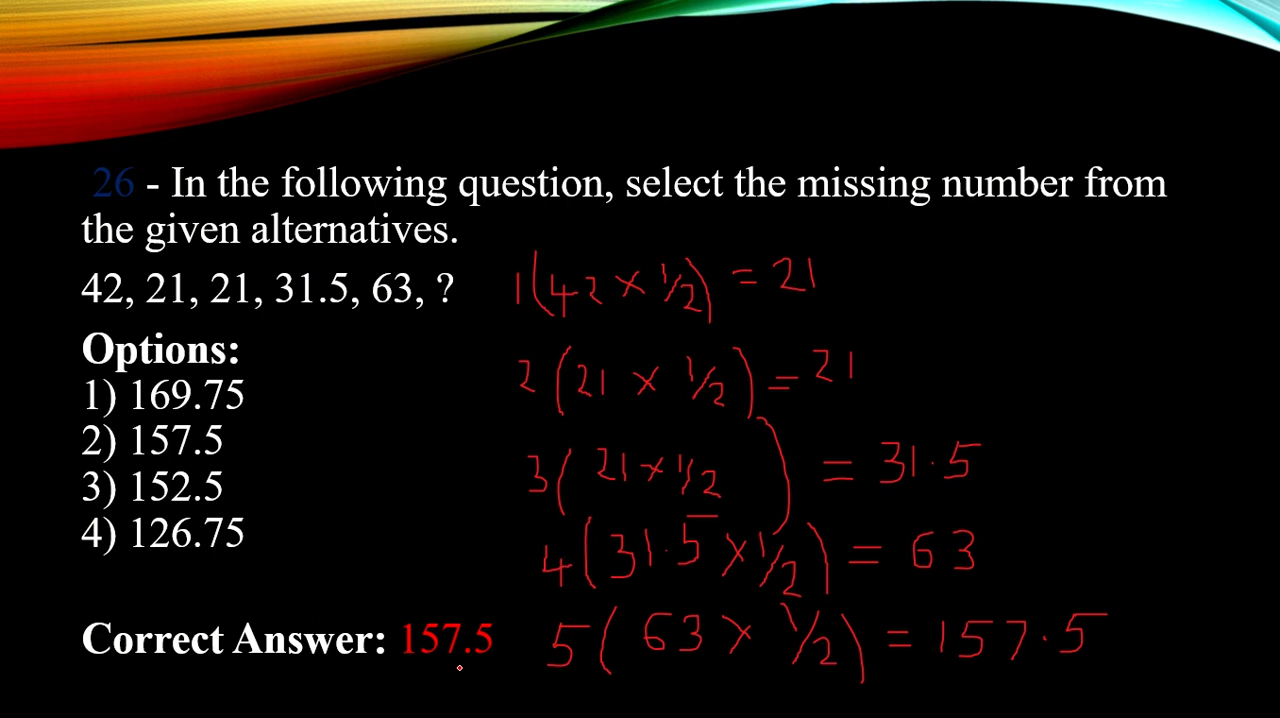 26 - In the following question, select the missing number from
the given alternatives.
42, 21, 21, 31.5, 63, ?
Options:
1) 169.75
2) 157.5
3) 152.5
4) 126.75
Correct Answer: 157.5
1(42 × 1/2) = 21
2(21 × 1/2) = 21
3(21 × 1/2) = 31.5
4(31.5 × 1/2) = 63
5(63 × 1/2) = 157.5